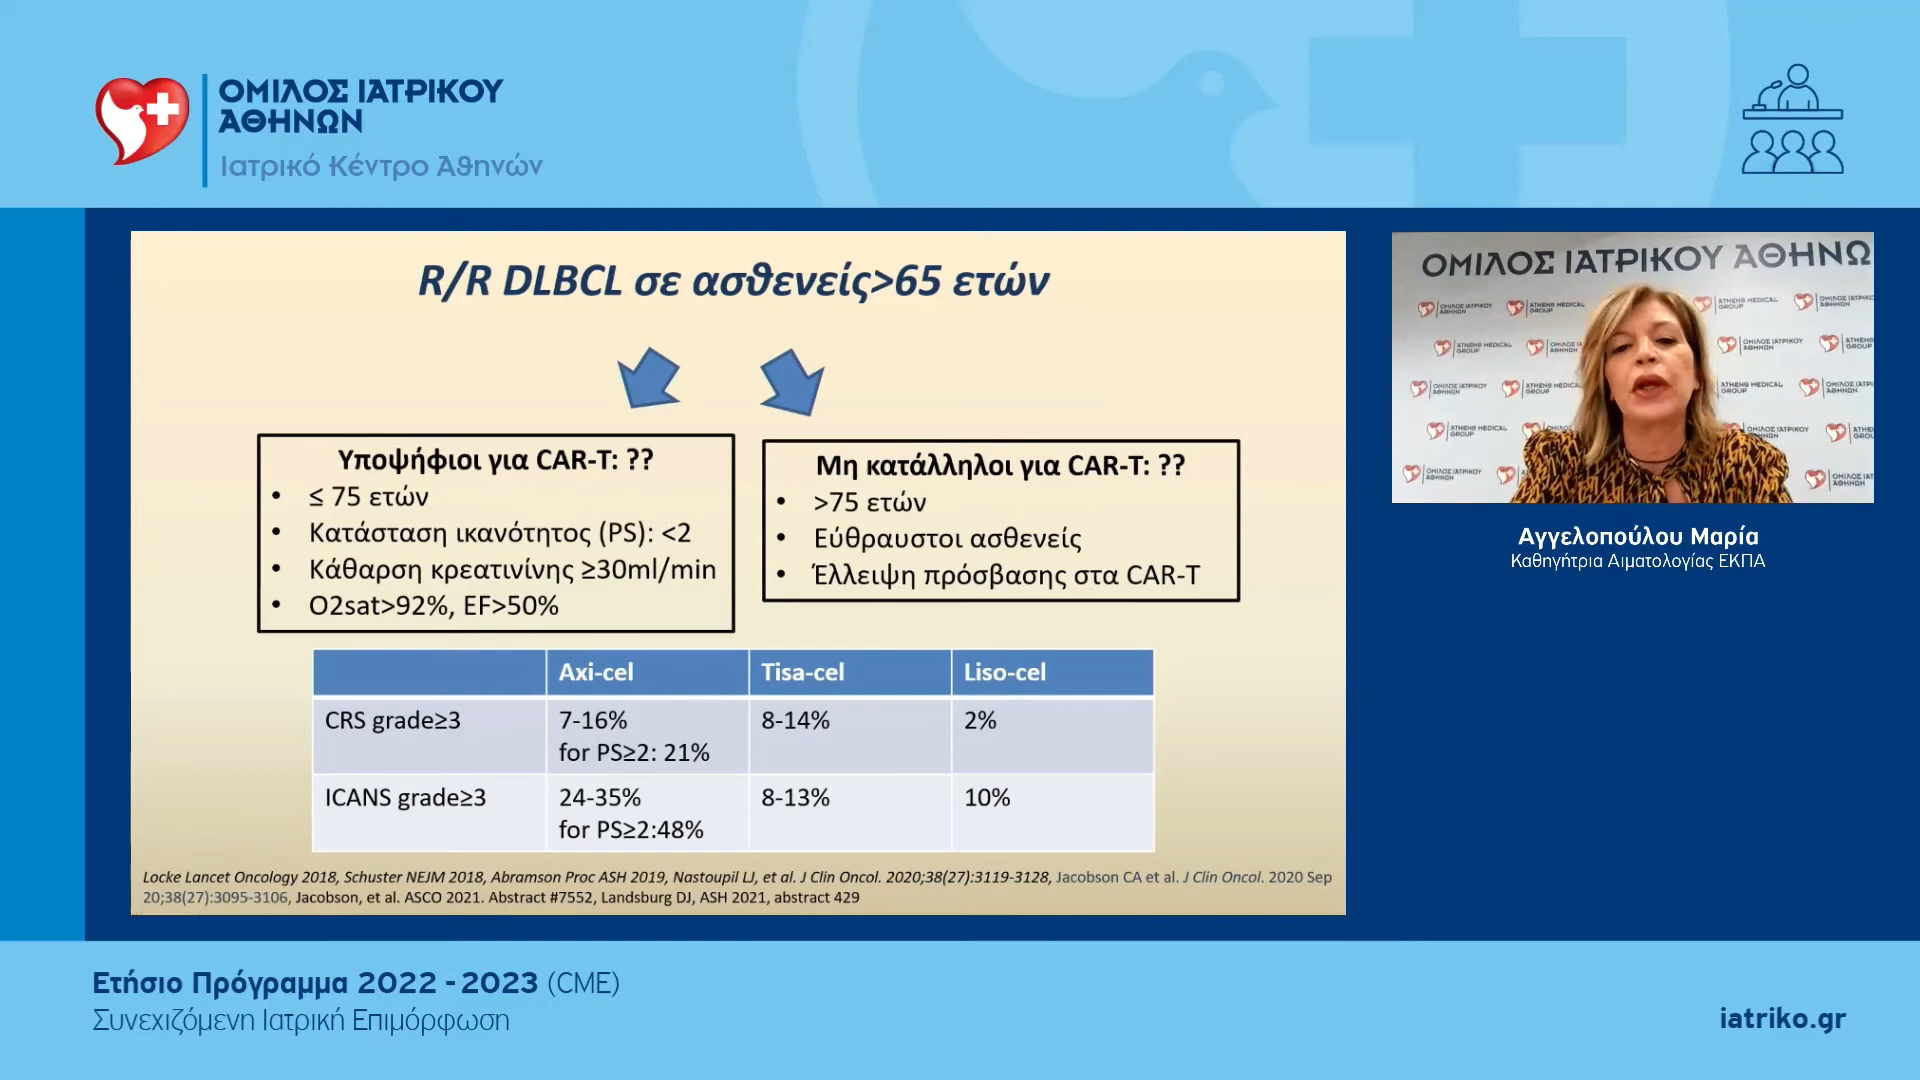 ΟΜΙΛΟΣ ΙΑΤΡΙΚΟΥ
ΑΘΗΝΩΝ
Ιατρικό Κέντρο Αθηνών
R/R DLBCL σε ασθενείς>65 ετών
Υποψήφιοι για CAR-T: ??
• ≤ 75 ετών
• Κατάσταση ικανότητος (PS): <2
• Κάθαρση κρεατινίνης ≥30ml/min
• O2sat>92%, EF>50%
Μη κατάλληλοι για CAR-T: ??
• >75 ετών
• Εύθραυστοι ασθενείς
• Έλλειψη πρόσβασης στα CAR-T
Axi-cel Tisa-cel Liso-cel
CRS grade≥3 7-16% 8-14% 2%
for PS≥2: 21%
ICANS grade≥3 24-35% 8-13% 10%
for PS≥2:48%
Locke Lancet Oncology 2018, Schuster NEJM 2018, Abramson Proc ASH 2019, Nastoupil LJ, et al. J Clin Oncol. 2020;38(27):3119-3128, Jacobson CA et al. J Clin Oncol. 2020 Sep
20;38(27):3095-3106, Jacobson, et al. ASCO 2021. Abstract #7552, Landsburg DJ, ASH 2021, abstract 429
ΟΜΙΛΟΣ ΙΑΤΡΙΚΟΥ ΑΘΗΝΩ
Αγγελοπούλου Μαρία
Καθηγήτρια Αιματολογίας ΕΚΠΑ
Ετήσιο Πρόγραμμα 2022 - 2023 (CME)
Συνεχιζόμενη Ιατρική Επιμόρφωση
iatriko.gr